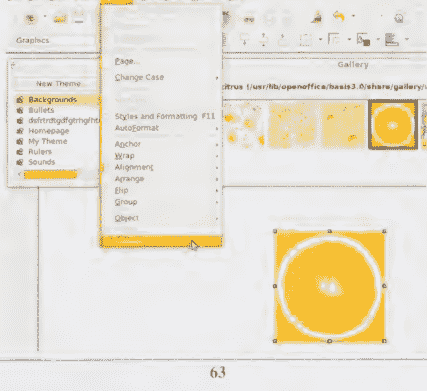 Graphics
Gallery
New Theme
Backgrounds
Bullets
dsfrtrdtgdfgtrhglht
Homepage
My Theme
Rulers
Sounds
citrus (/usr/lib/openoffice/basis3.0/share/gallery/
Page...
Change Case
Styles and Formatting F11
AutoFormat
Anchor
Wrap
Alignment
Arrange
Flip
Group
Object
63